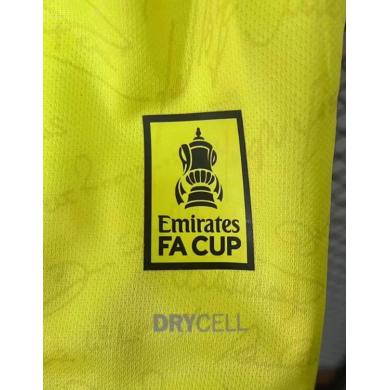 Emirates
FA CUP
DRYCELL